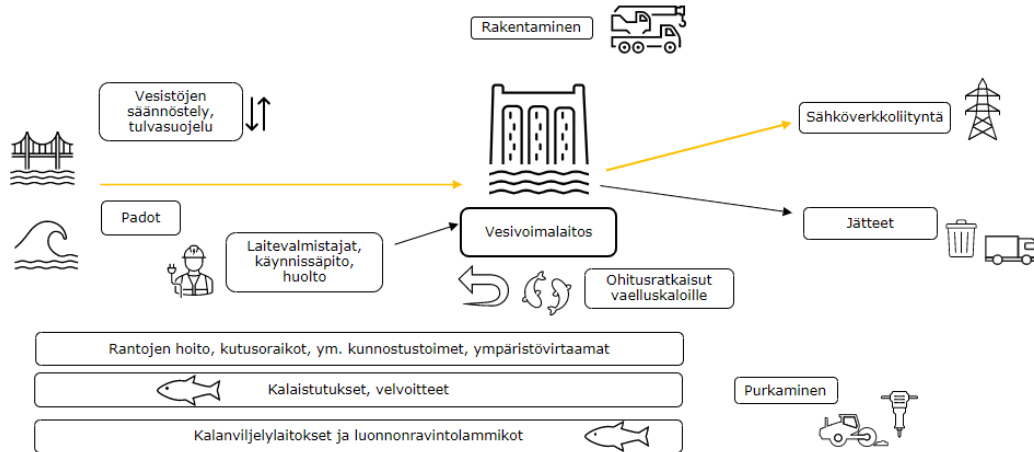 Rakentaminen
Vesistöjen
säännöstely,
tulvasuojelu
Sähköverkkoliityntä
Padot
Laitevalmistajat,
käynnissäpito,
huolto
Vesivoimalaitos
Jätteet
Ohitusratkaisut
vaelluskaloille
Rantojen hoito, kutusoraikot, ym. kunnostustoimet, ympäristövirtaamat
Kalaistutukset, velvoitteet
Purkaminen
Kalanviljelylaitokset ja luonnonravintolammikot